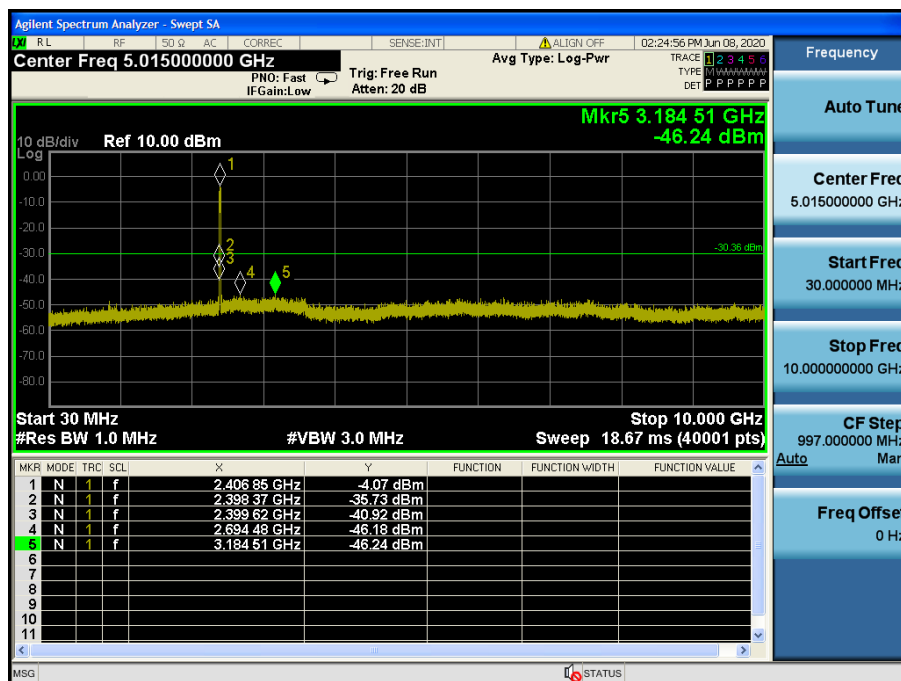 Agilent Spectrum Analyzer - Swept SA
LXI RL RF 50 Ω AC CORREC SENSE:INT ALIGN OFF 02:24:56 PM Jun 08, 2020
Center Freq 5.015000000 GHz
PNO: Fast
IFGain:Low
Trig: Free Run
Atten: 20 dB
Avg Type: Log-Pwr
TRACE 1 2 3 4 5 6
TYPE M WWWWW
DET P P P P P P
Mkr5 3.184 51 GHz
-46.24 dBm
10 dB/div Ref 10.00 dBm
Log
0.00
-10.0
-20.0
-30.0
-40.0
-50.0
-60.0
-70.0
-80.0
1
2
3
4
5
-30.36 dBm
Start 30 MHz Stop 10.000 GHz
#Res BW 1.0 MHz #VBW 3.0 MHz Sweep 18.67 ms (40001 pts)
MKR MODE TRC SCL X Y FUNCTION FUNCTION WIDTH FUNCTION VALUE
1 N 1 f 2.406 85 GHz -4.07 dBm
2 N 1 f 2.398 37 GHz -35.73 dBm
3 N 1 f 2.399 62 GHz -40.92 dBm
4 N 1 f 2.694 48 GHz -46.18 dBm
5 N 1 f 3.184 51 GHz -46.24 dBm
6
7
8
9
10
11
MSG STATUS
Frequency
Auto Tune
Center Freq
5.015000000 GHz
Start Freq
30.000000 MHz
Stop Freq
10.000000000 GHz
CF Step
997.000000 MHz
Auto Man
Freq Offset
0 Hz